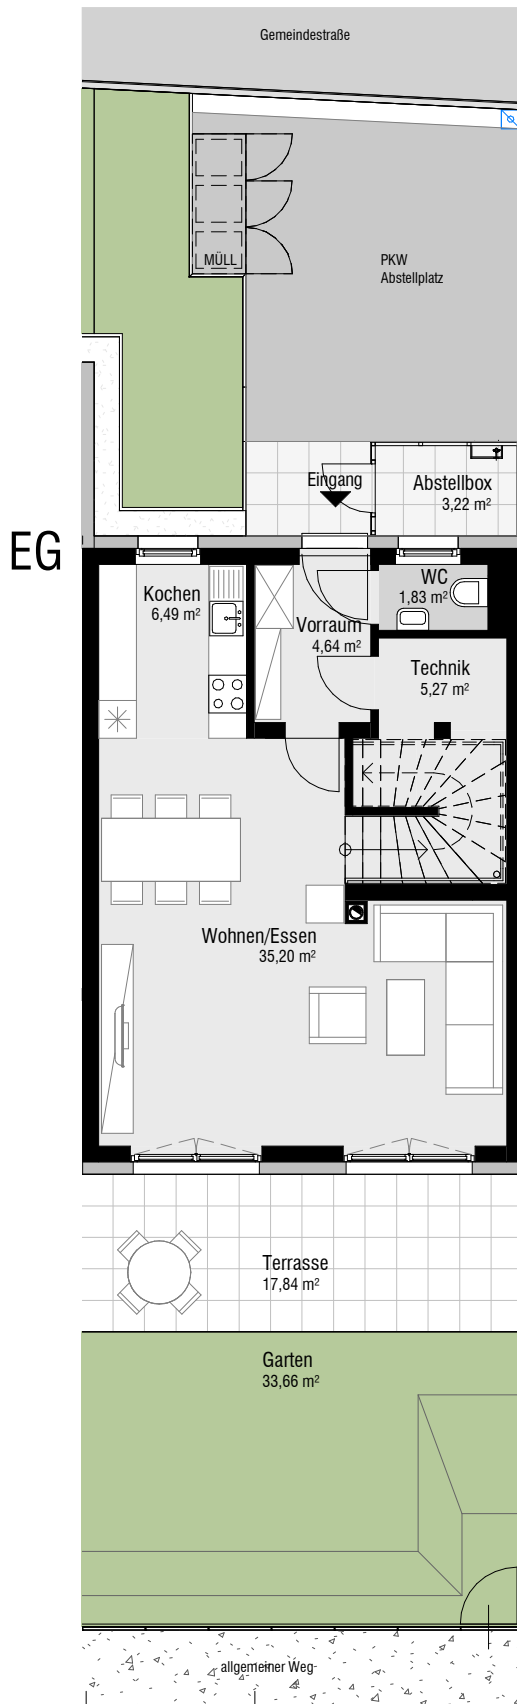 Gemeindestraße
MÜLL
PKW
Abstellplatz
Eingang
Abstellbox
3,22 m²
EG
Kochen
6,49 m²
WC
1,83 m²
Vorraum
4,64 m²
Technik
5,27 m²
Wohnen/Essen
35,20 m²
Terrasse
17,84 m²
Garten
33,66 m²
allgemeiner Weg